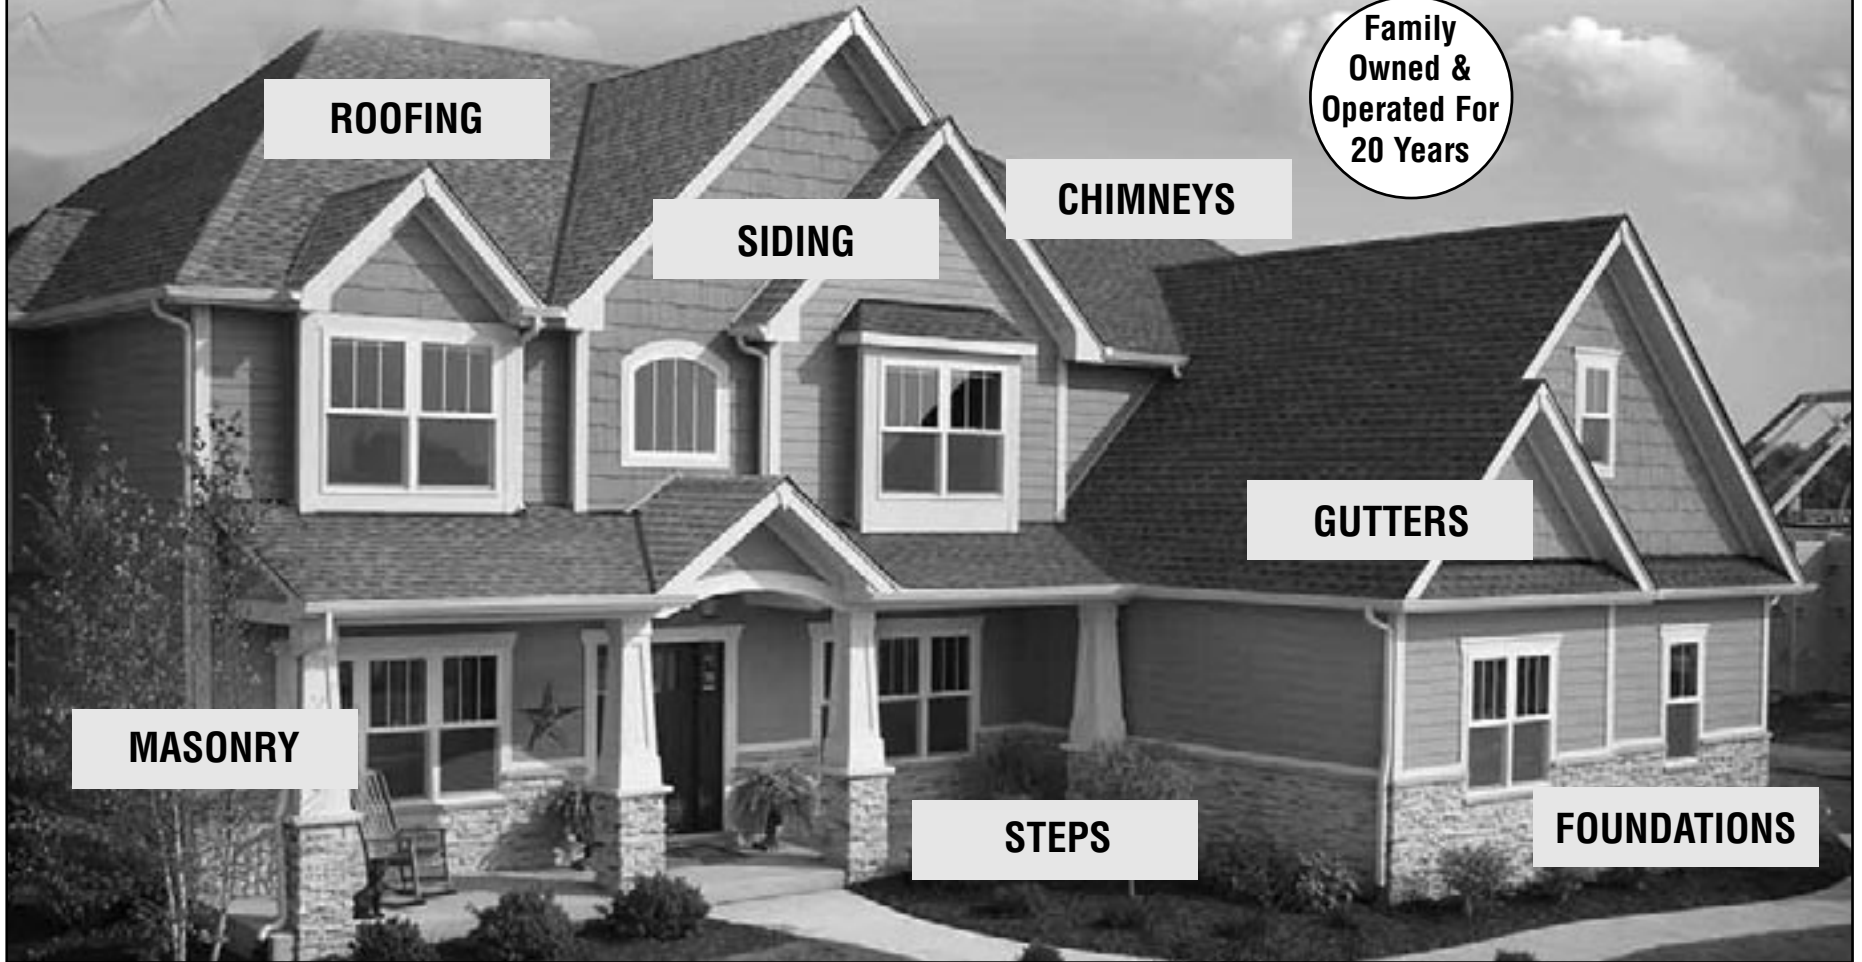 Family
Owned &
Operated For
20 Years
ROOFING
CHIMNEYS
SIDING
GUTTERS
MASONRY
STEPS
FOUNDATIONS